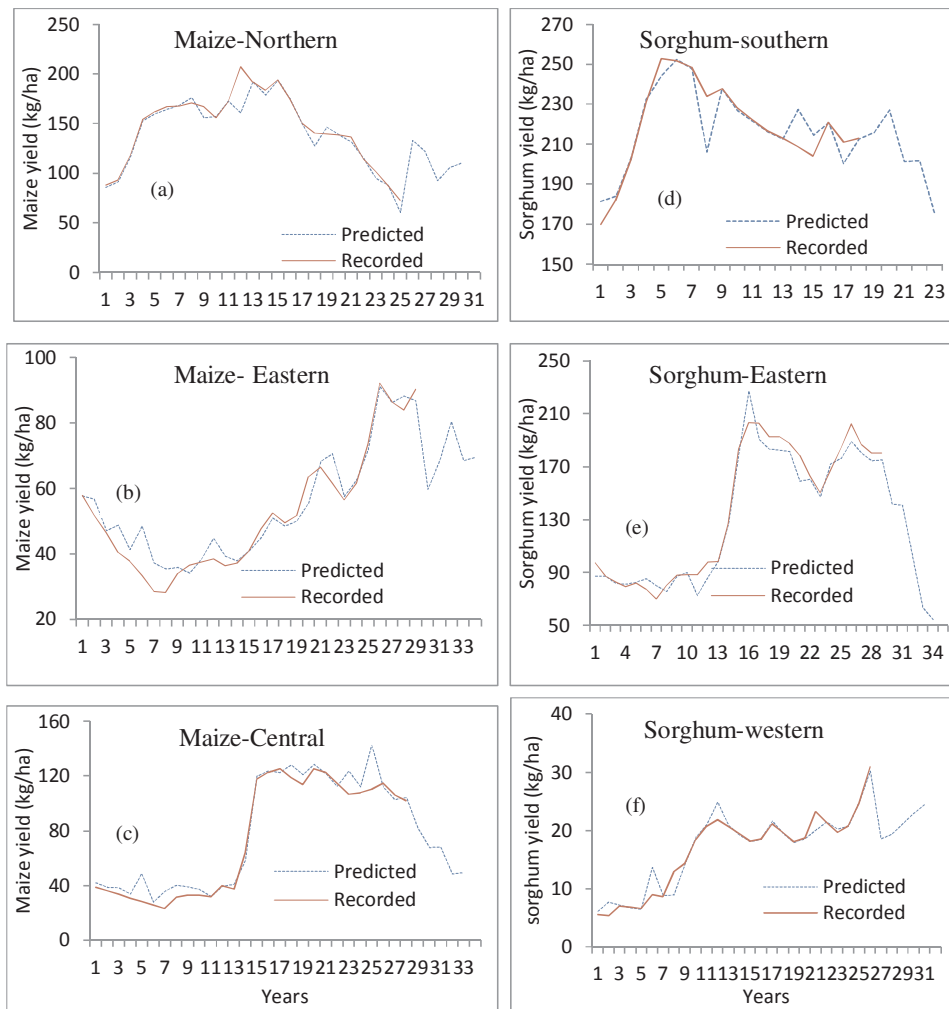 Maize-Northern
Maize yield (kg/ha)
250
200
150
100
50
0
(a)
Predicted
Recorded
1 3 5 7 9 11 13 15 17 19 21 23 25 27 29 31
Sorghum-southern
Sorghum yield (kg/ha)
270
250
230
210
190
170
150
(d)
Predicted
Recorded
1 3 5 7 9 11 13 15 17 19 21 23
Maize- Eastern
Maize yield (kg/ha)
100
80
60
40
20
(b)
Predicted
Recorded
1 3 5 7 9 11 13 15 17 19 21 23 25 27 29 31 33
Sorghum-Eastern
Sorghum yield (kg/ha)
250
210
170
130
90
50
(e)
Predicted
Recorded
1 4 7 10 13 16 19 22 25 28 31 34
Maize-Central
Maize yield (kg/ha)
160
120
80
40
0
(c)
Predicted
Recorded
1 3 5 7 9 11 13 15 17 19 21 23 25 27 29 31 33
Years
Sorghum-western
sorghum yield (kg/ha)
40
30
20
10
0
(f)
Predicted
Recorded
1 3 5 7 9 11 13 15 17 19 21 23 25 27 29 31
Years